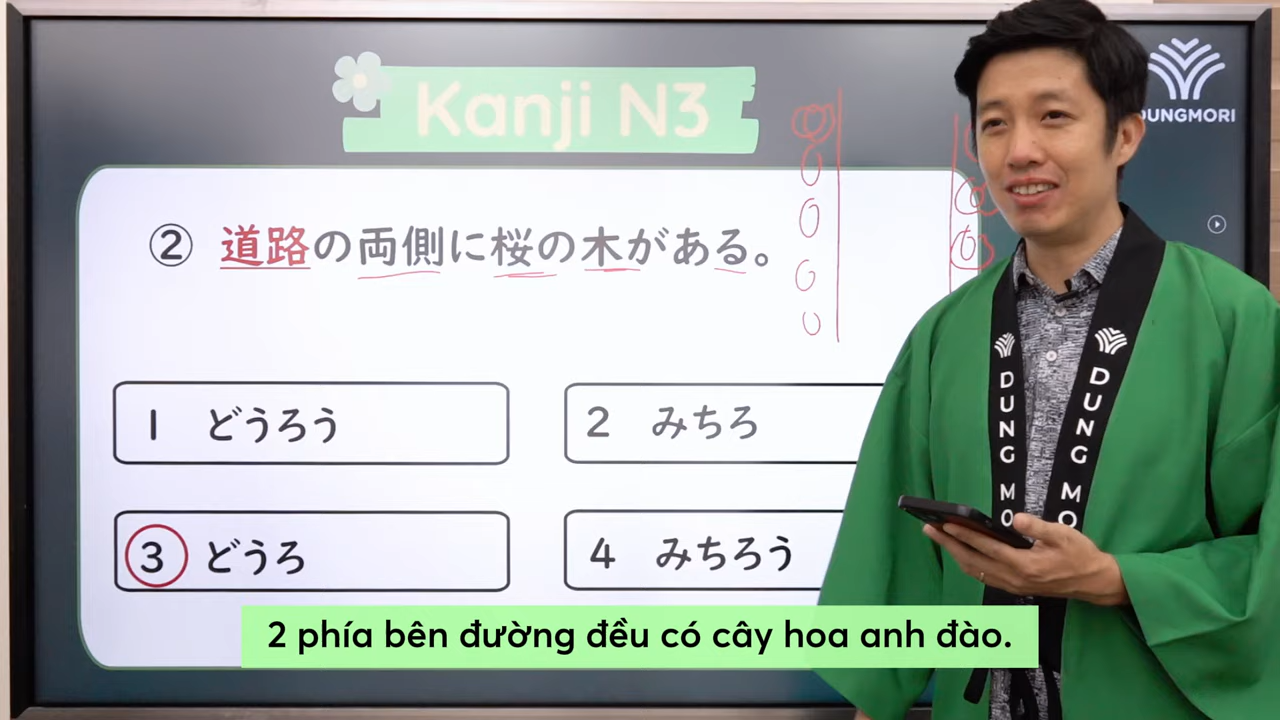 Kanji N3
DUNGMORI
② 道路の両側に桜の木がある。
1 どうろう
2 みちろ
3 どうろ
4 みちろう
DUNG MO
DUNG MO
2 phía bên đường đều có cây hoa anh đào.